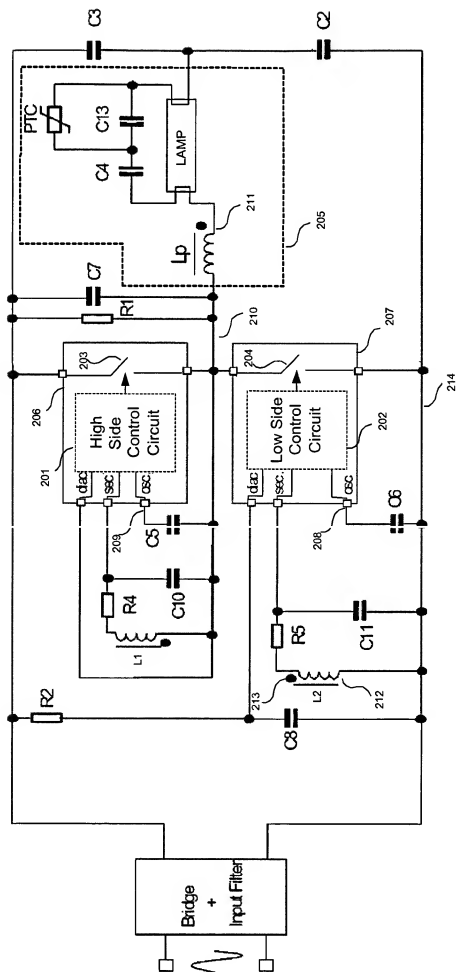 Bridge
+
Input Filter
R2
C8
L1
R4
C10
C5
209
diac
sec.
osc
201
High
Side
Control
Circuit
206
203
R1
C7
210
Lp
211
205
PTC
C4
C13
LAMP
C3
C2
213
L2
212
R5
C11
C6
208
diac
sec.
osc
Low Side
Control
Circuit
202
204
207
214